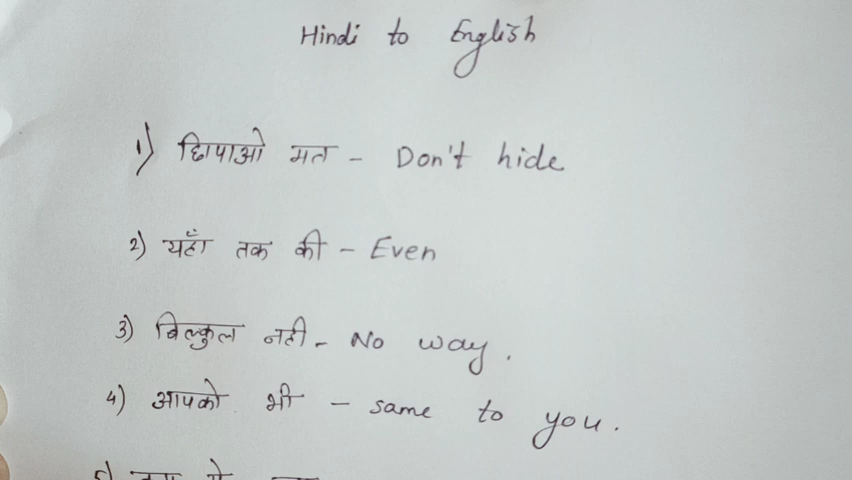 Hindi to English
1) छिपाओ मत - Don't hide
2) यहाँ तक की - Even
3) बिल्कुल नही - No way.
4) आपको भी - same to you.
5)